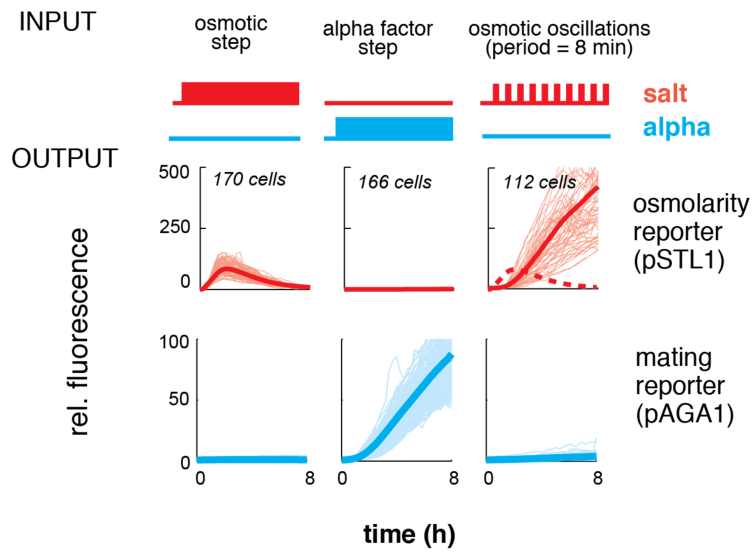 INPUT
osmotic
step
alpha factor
step
osmotic oscillations
(period = 8 min)
salt
alpha
OUTPUT
500
250
0
170 cells
166 cells
112 cells
osmolarity
reporter
(pSTL1)
rel. fluorescence
100
50
0
mating
reporter
(pAGA1)
0
8
0
8
0
8
time (h)